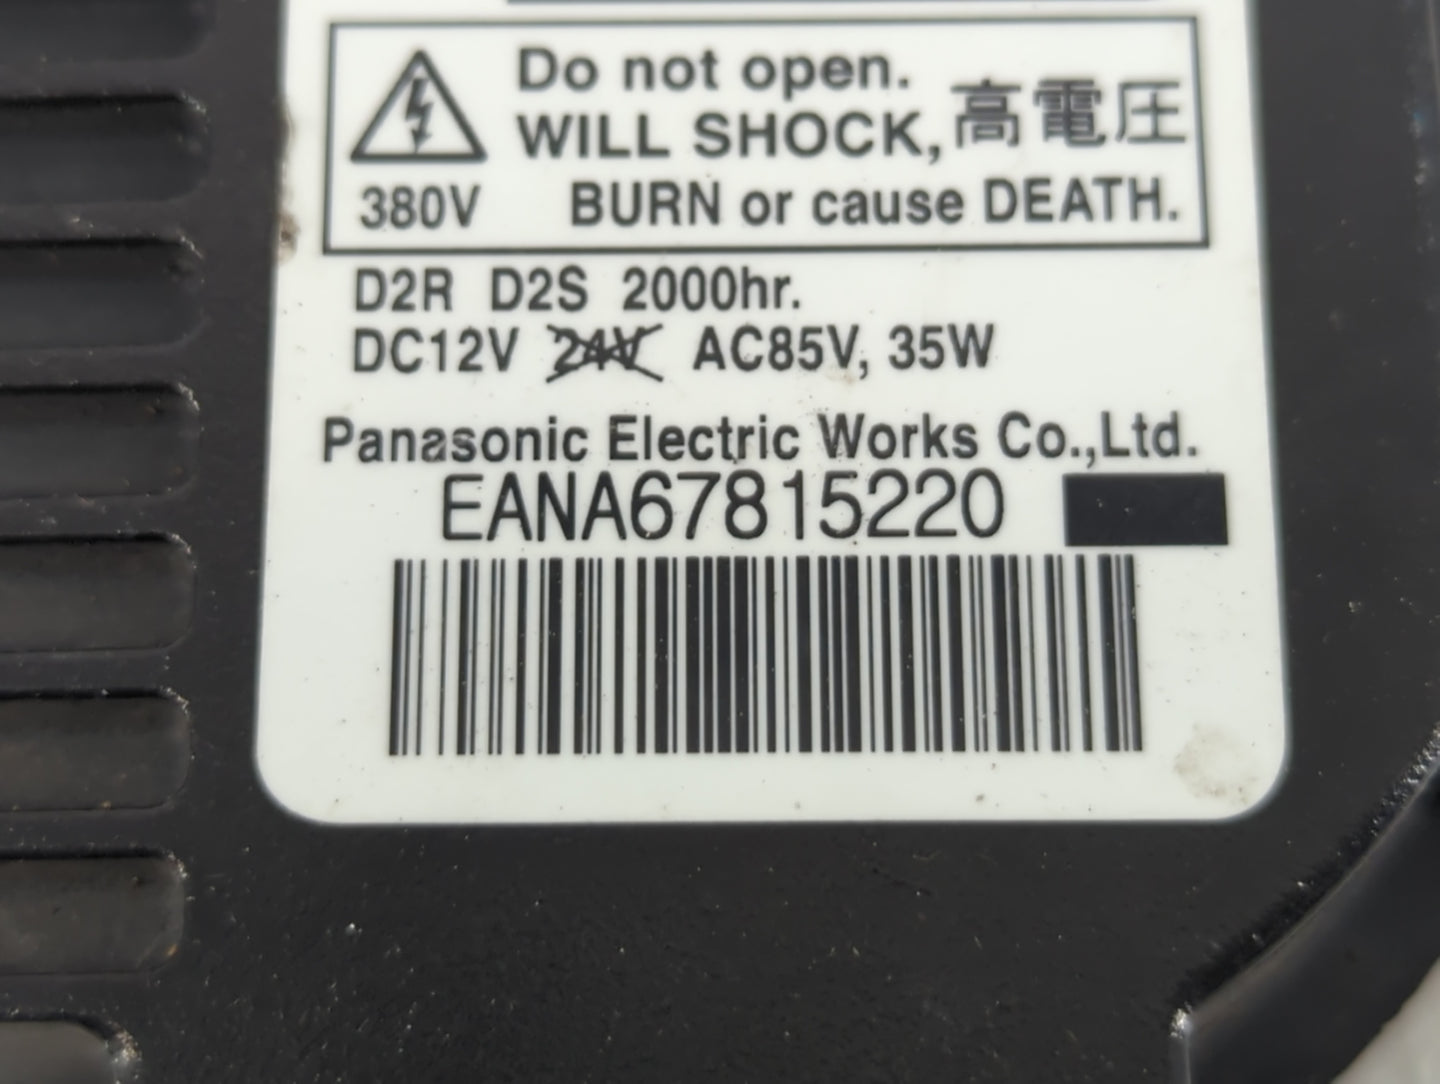 Do not open.
WILL SHOCK, 高電圧
380V BURN or cause DEATH.
D2R D2S 2000hr.
DC12V 24V AC85V, 35W
Panasonic Electric Works Co.,Ltd.
EANA67815220